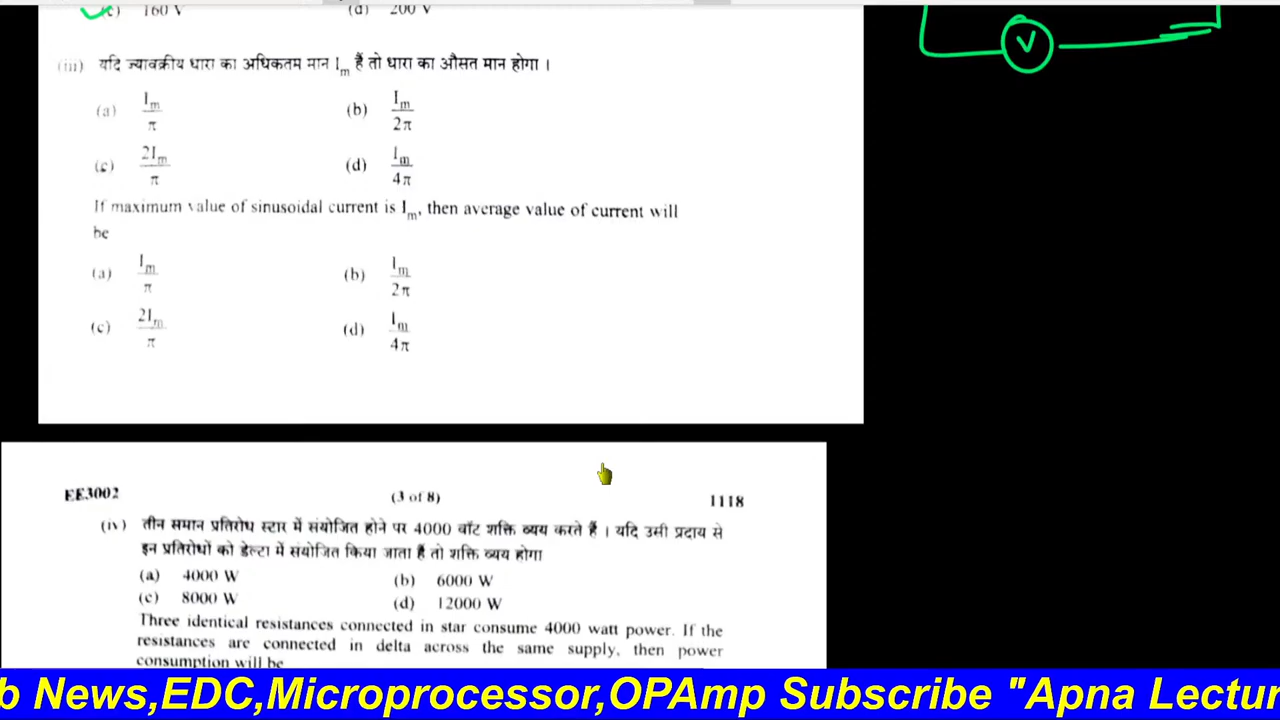 (c) 160 V (d) 200 V
V
(iii) यदि ज्यावक्रीय धारा का अधिकतम मान Im हैं तो धारा का औसत मान होगा ।
(a) Im/π (b) Im/2π
(c) 2Im/π (d) Im/4π
If maximum value of sinusoidal current is Im, then average value of current will
be
(a) Im/π (b) Im/2π
(c) 2Im/π (d) Im/4π
EE3002 (3 of 8) 1118
(iv) तीन समान प्रतिरोध स्टार में संयोजित होने पर 4000 वॉट शक्ति व्यय करते हैं । यदि उसी प्रदाय से
इन प्रतिरोधों को डेल्टा में संयोजित किया जाता हैं तो शक्ति व्यय होगा
(a) 4000 W (b) 6000 W
(c) 8000 W (d) 12000 W
Three identical resistances connected in star consume 4000 watt power. If the
resistances are connected in delta across the same supply, then power
consumption will be
b News,EDC,Microprocessor,OPAmp Subscribe "Apna Lectur